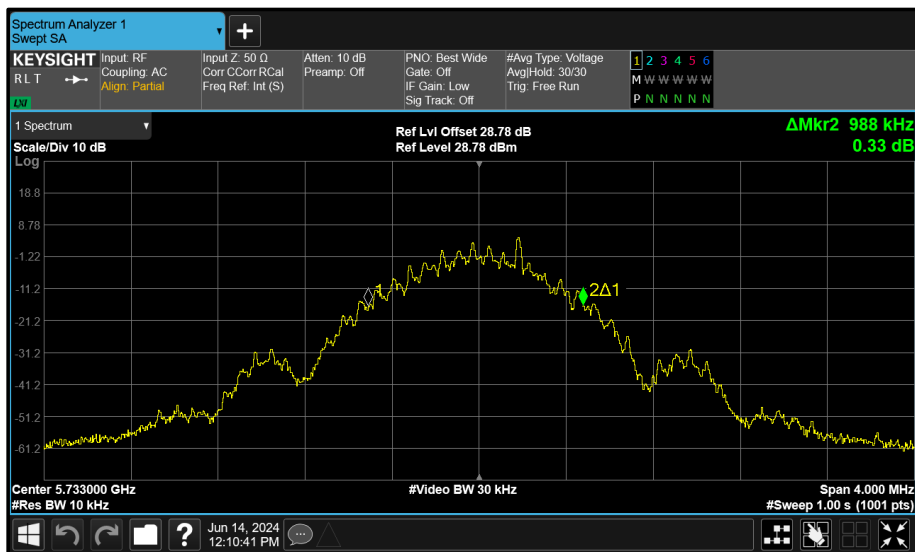 Spectrum Analyzer 1
Swept SA
KEYSIGHT
R L T
LXI
Input: RF
Coupling: AC
Align: Partial
Input Z: 50 Ω
Corr CCorr RCal
Freq Ref: Int (S)
Atten: 10 dB
Preamp: Off
PNO: Best Wide
Gate: Off
IF Gain: Low
Sig Track: Off
#Avg Type: Voltage
Avg|Hold: 30/30
Trig: Free Run
1 2 3 4 5 6
M W W W W W
P N N N N N
1 Spectrum
Scale/Div 10 dB
Ref Lvl Offset 28.78 dB
Ref Level 28.78 dBm
ΔMkr2 988 kHz
0.33 dB
Log
18.8
8.78
-1.22
-11.2
-21.2
-31.2
-41.2
-51.2
-61.2
1
2Δ1
Center 5.733000 GHz
#Res BW 10 kHz
#Video BW 30 kHz
Span 4.000 MHz
#Sweep 1.00 s (1001 pts)
?
Jun 14, 2024
12:10:41 PM